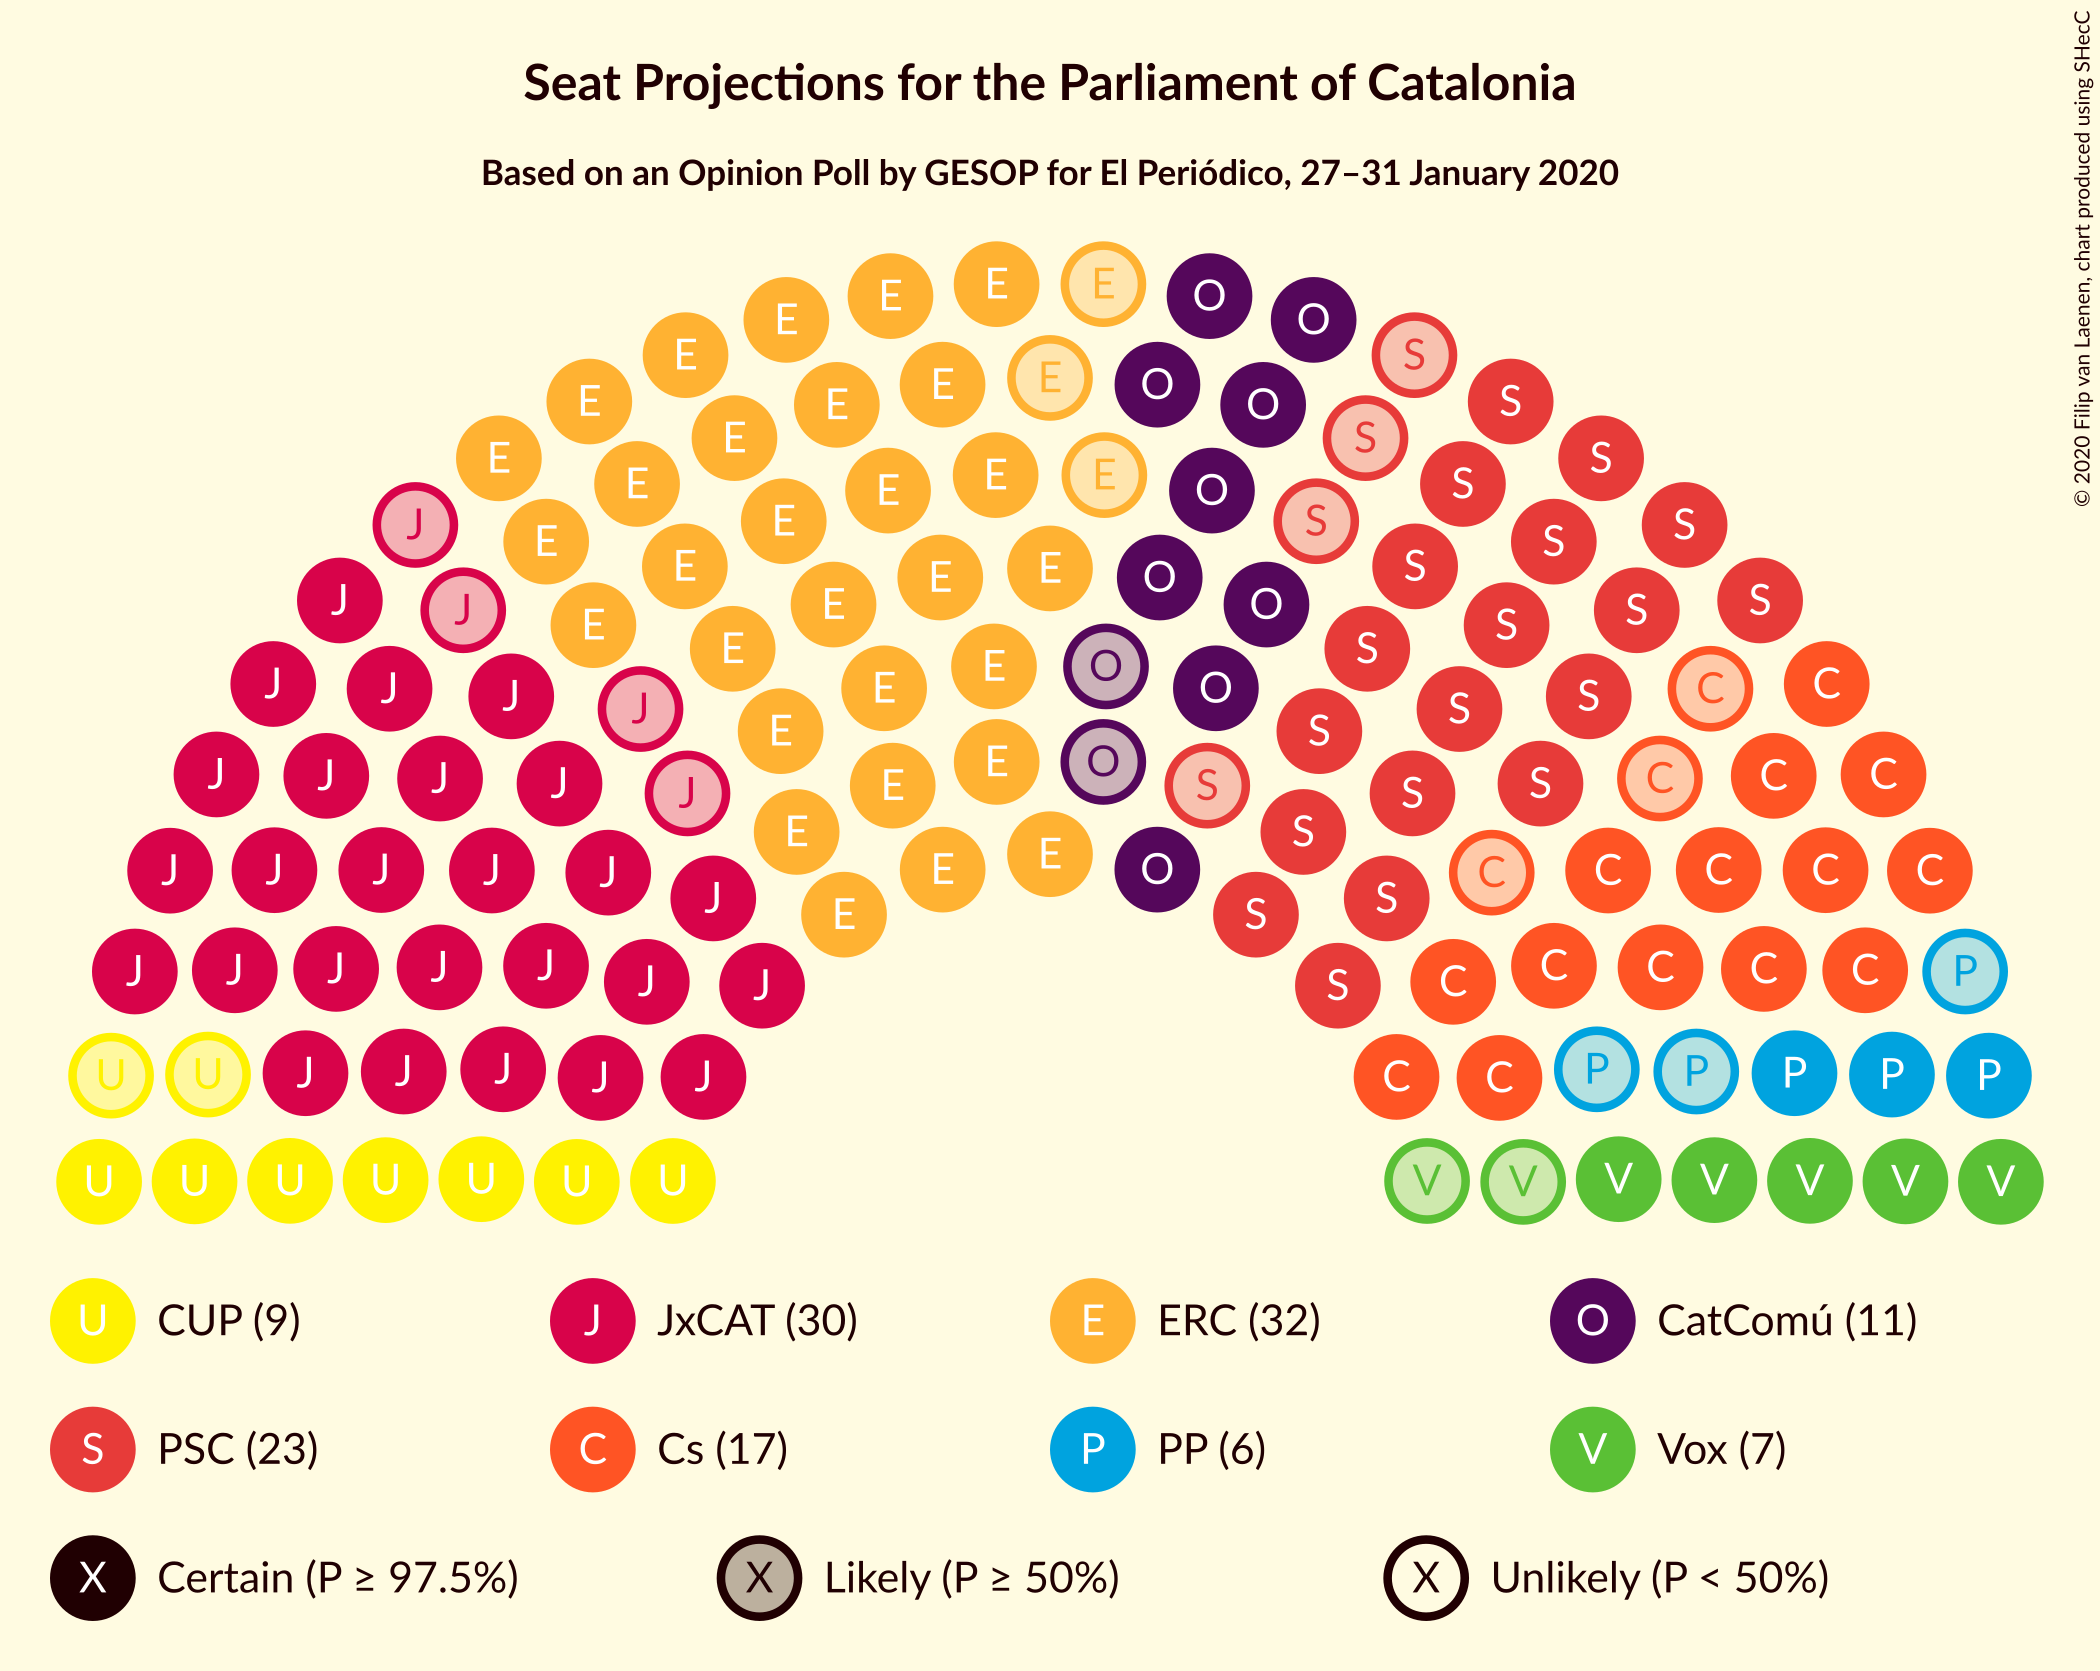 Seat Projections for the Parliament of Catalonia
Based on an Opinion Poll by GESOP for El Periódico, 27–31 January 2020
© 2020 Filip van Laenen, chart produced using SHecC
E E E O O
E E O O
E E S S
E E E E O O S S
E S
E E E O S S S
J E E S S S
E E E E O O S S
J J E E S S S
J J J E E E O O S S S C C
J E S S
J J J J J E E O S S S S C C C
J J J J J J E E E O S S C C C C C
J J J J J J J S C C C C C P
U U J J J J J C C P P P P P
U U U U U U U V V V V V V V
U CUP (9) J JxCAT (30) E ERC (32) O CatComú (11)
S PSC (23) C Cs (17) P PP (6) V Vox (7)
X Certain (P ≥ 97.5%) X Likely (P ≥ 50%) X Unlikely (P < 50%)